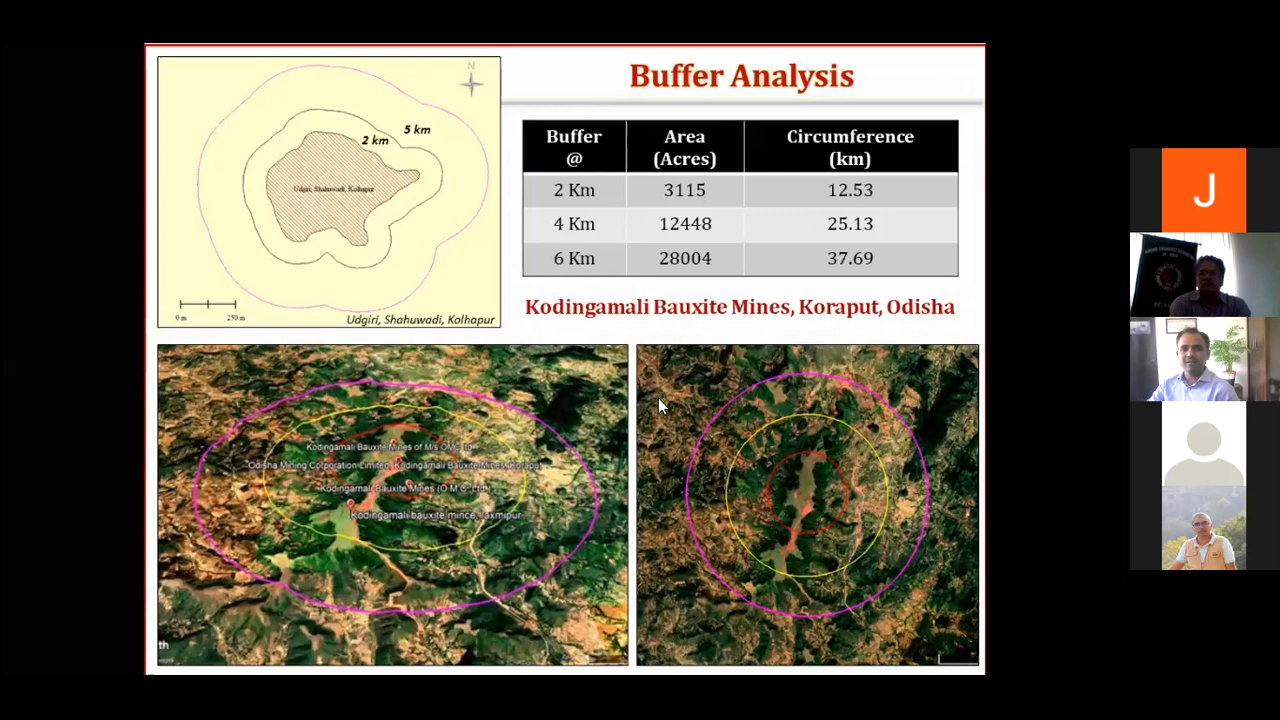 N
5 km
2 km
Udgiri, Shahuwadi, Kolhapur
0 m
250 m
Udgiri, Shahuwadi, Kolhapur
Buffer Analysis
Buffer @ Area (Acres) Circumference (km)
2 Km 3115 12.53
4 Km 12448 25.13
6 Km 28004 37.69
Kodingamali Bauxite Mines, Koraput, Odisha
Kodingamali Bauxite Mines of M/s OMC Ltd
Odisha Mining Corporation Limited, Kodingamali Bauxite Mines, Koraput
Kodingamali Bauxite Mines (O.M.C. Ltd.)
Kodingamali bauxite mince, laxmipur
th
J